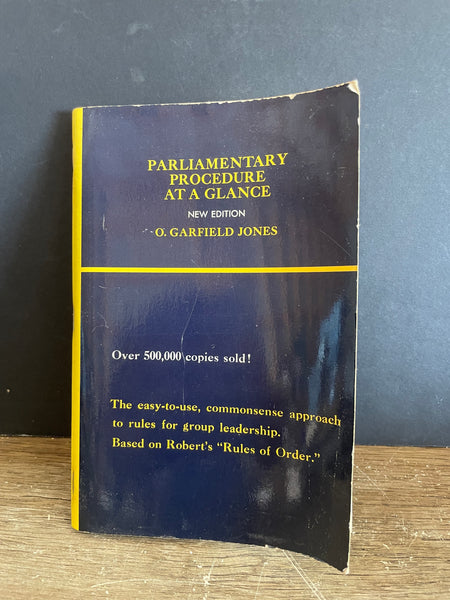 PARLIAMENTARY
PROCEDURE
AT A GLANCE
NEW EDITION
O. GARFIELD JONES
Over 500,000 copies sold!
The easy-to-use, commonsense approach
to rules for group leadership.
Based on Robert's "Rules of Order."